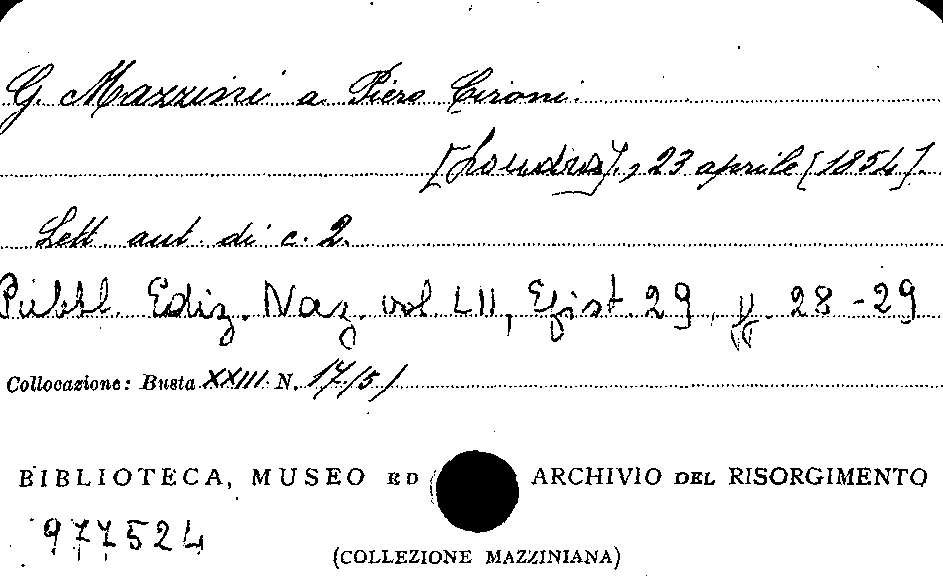 G. Mazzini a Piero Cironi.
[Londra]., 23 aprile [1854].
Lett. aut. di c. 2.
Pubbl. Ediz. Naz. vol. LII, Epist. 29, pp. 28-29
Collocazione: Busta XXIII N. 17/51
BIBLIOTECA, MUSEO ED ARCHIVIO DEL RISORGIMENTO
977524
(COLLEZIONE MAZZINIANA)